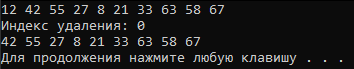 12 42 55 27 8 21 33 63 58 67
Индекс удаления: 0
42 55 27 8 21 33 63 58 67
Для продолжения нажмите любую клавишу . . .